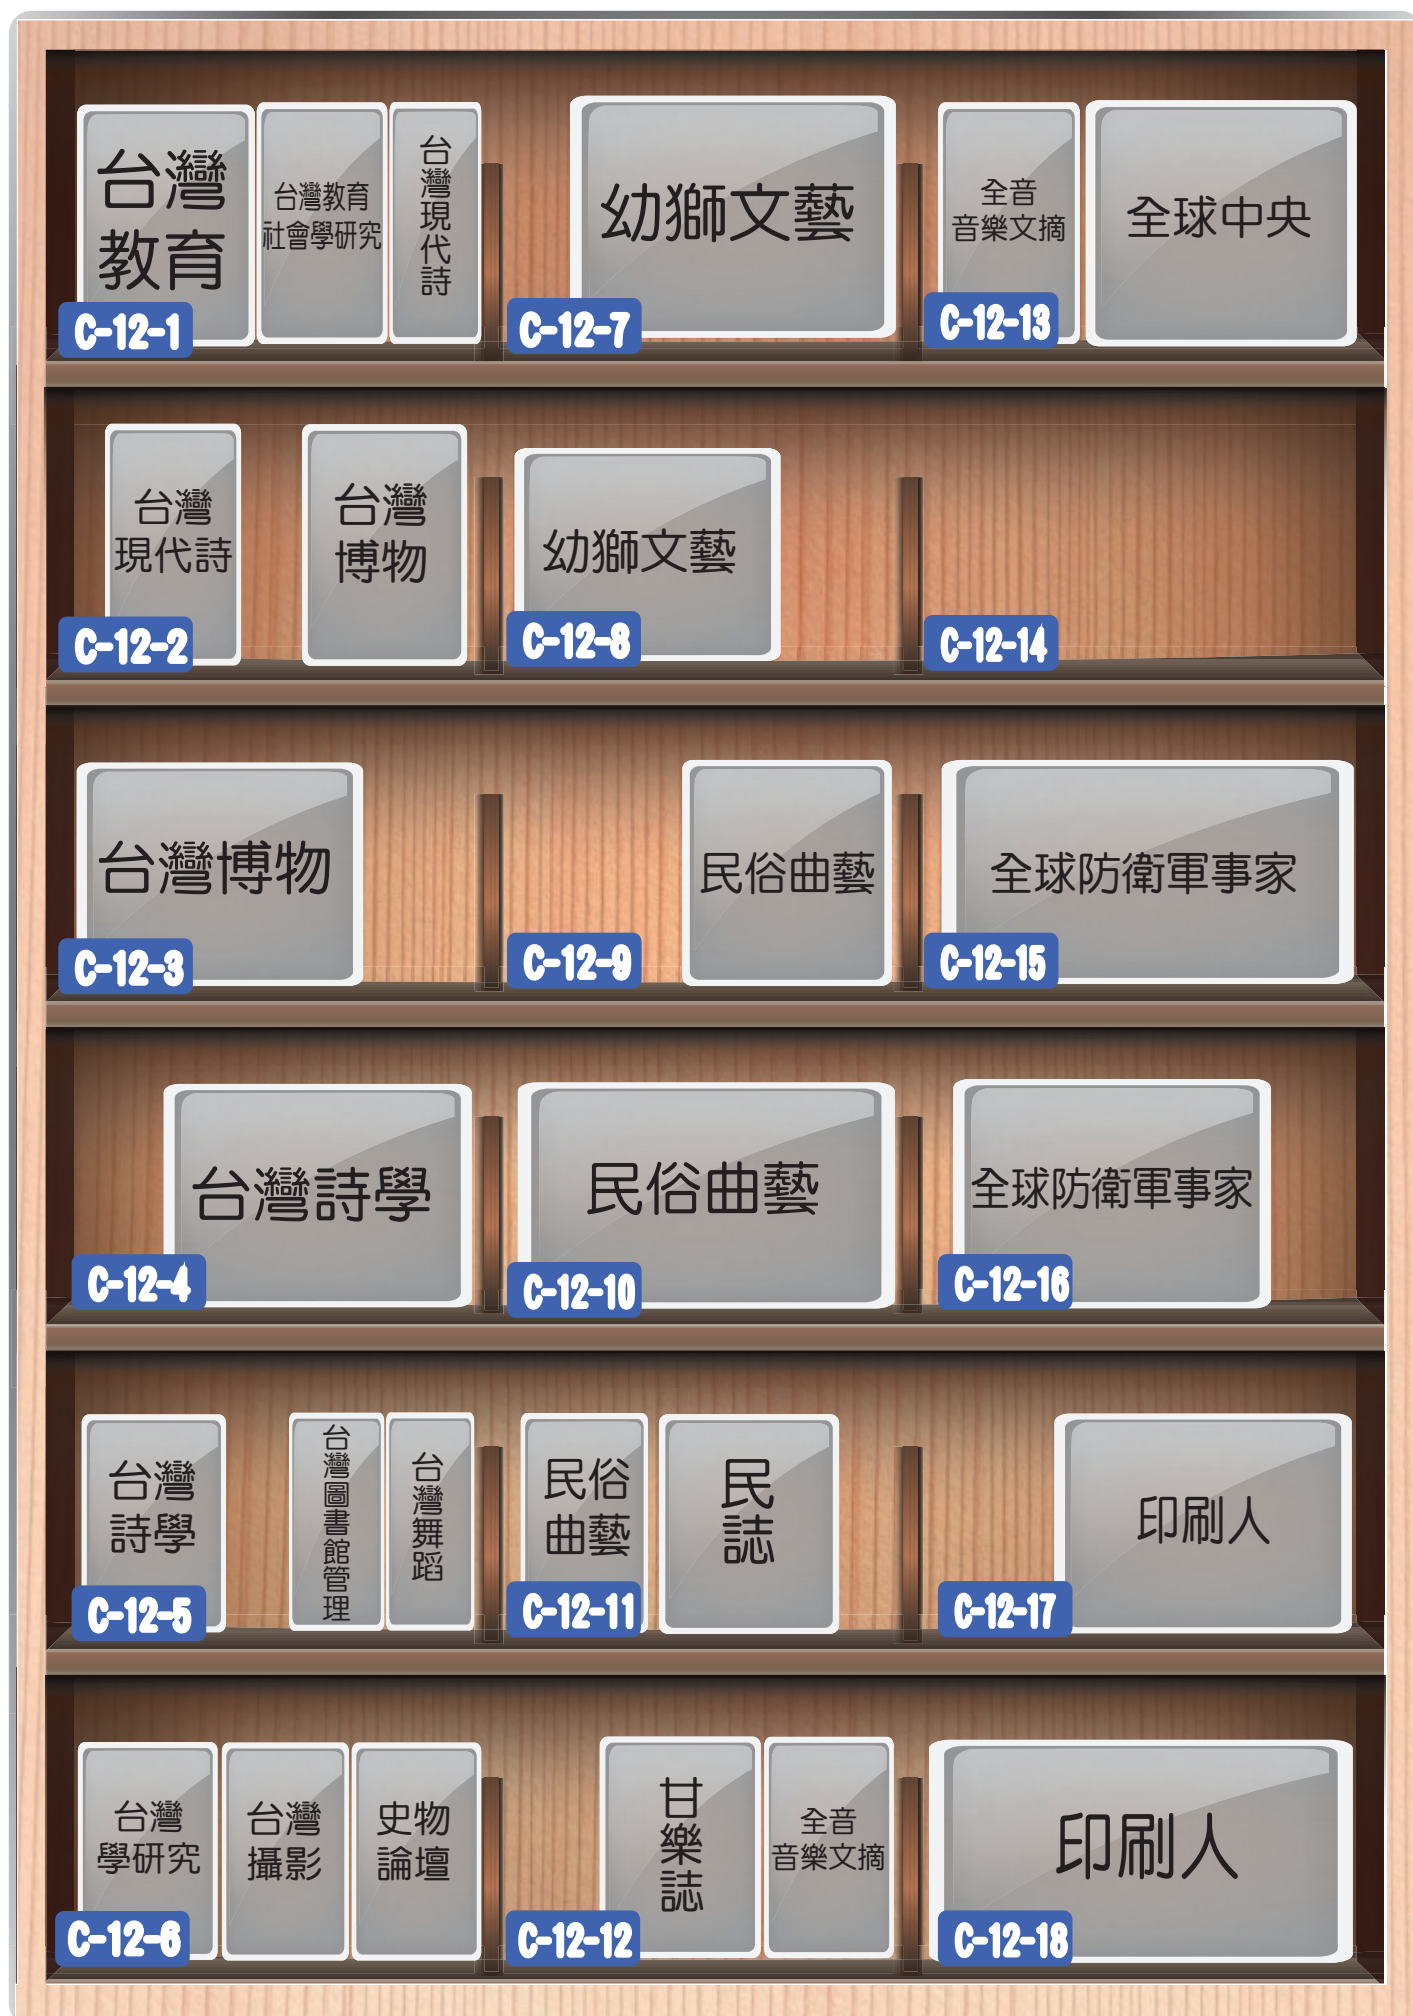 台灣
教育
台灣教育
社會學研究
台灣現代詩
C-12-1
幼獅文藝
C-12-7
全音
音樂文摘
全球中央
C-12-13
台灣
現代詩
台灣
博物
C-12-2
幼獅文藝
C-12-8
C-12-14
台灣博物
C-12-3
民俗曲藝
C-12-9
全球防衛軍事家
C-12-15
台灣詩學
C-12-4
民俗曲藝
C-12-10
全球防衛軍事家
C-12-16
台灣
詩學
台灣圖書館管理
台灣舞蹈
C-12-5
民俗
曲藝
民誌
C-12-11
印刷人
C-12-17
台灣
學研究
台灣
攝影
史物
論壇
C-12-6
甘樂誌
全音
音樂文摘
C-12-12
印刷人
C-12-18